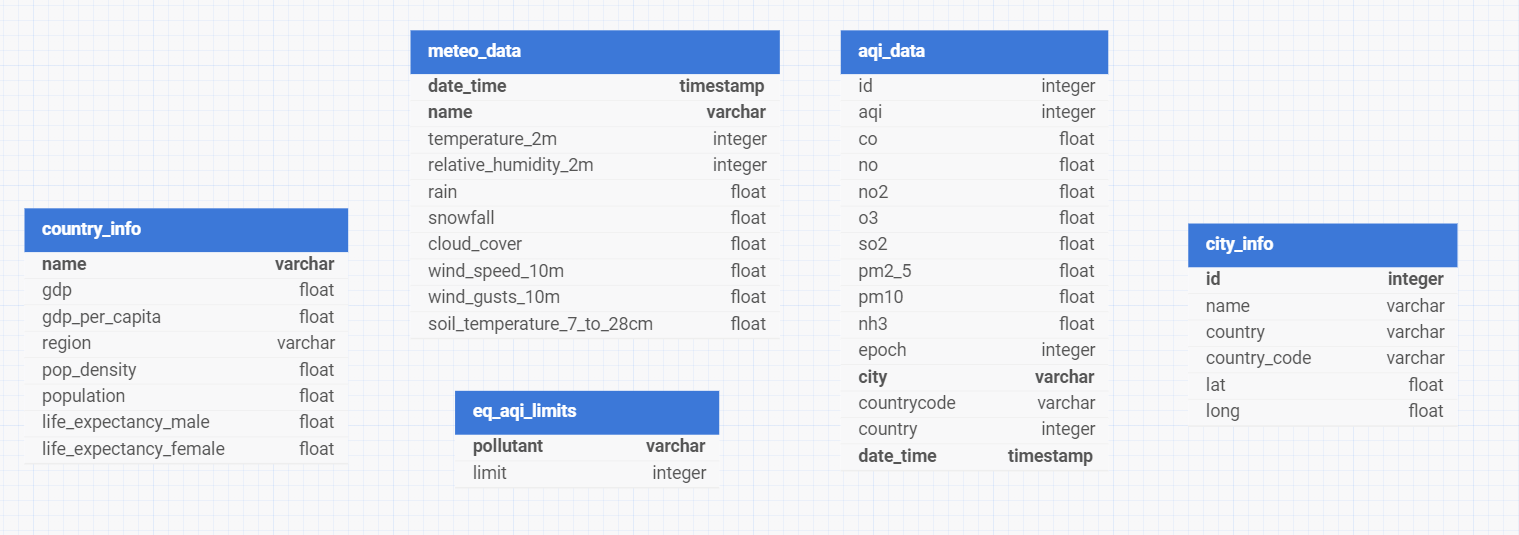 country_info
name varchar
gdp float
gdp_per_capita float
region varchar
pop_density float
population float
life_expectancy_male float
life_expectancy_female float
meteo_data
date_time timestamp
name varchar
temperature_2m integer
relative_humidity_2m integer
rain float
snowfall float
cloud_cover float
wind_speed_10m float
wind_gusts_10m float
soil_temperature_7_to_28cm float
eq_aqi_limits
pollutant varchar
limit integer
aqi_data
id integer
aqi integer
co float
no float
no2 float
o3 float
so2 float
pm2_5 float
pm10 float
nh3 float
epoch integer
city varchar
countrycode varchar
country integer
date_time timestamp
city_info
id integer
name varchar
country varchar
country_code varchar
lat float
long float